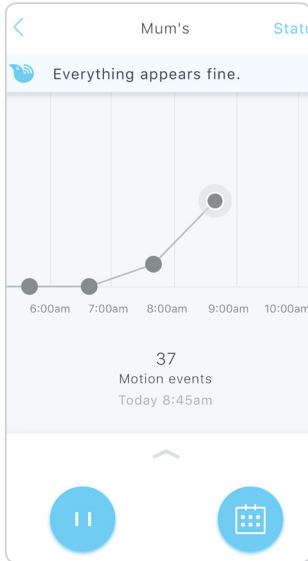 Mum's Statu
Everything appears fine.
6:00am 7:00am 8:00am 9:00am 10:00am
37
Motion events
Today 8:45am